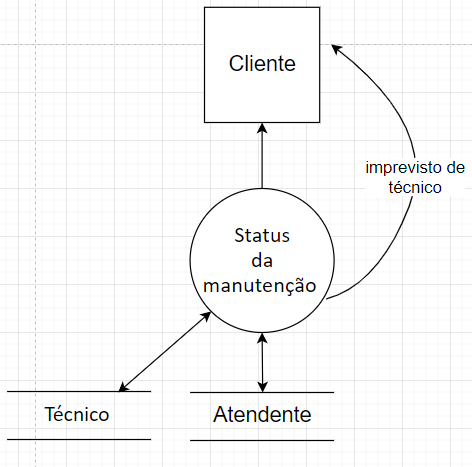 Cliente
imprevisto de
técnico
Status
da
manutenção
Técnico
Atendente